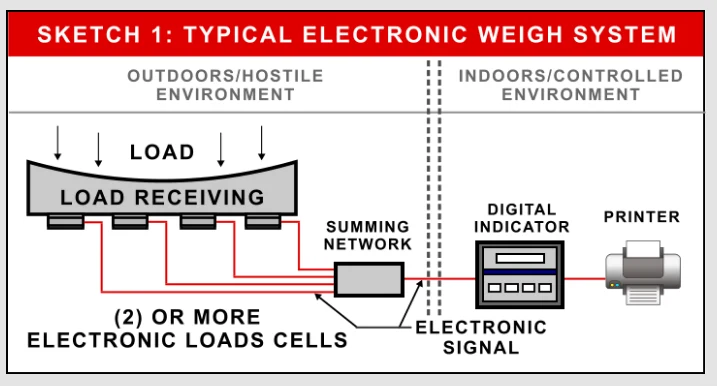 SKETCH 1: TYPICAL ELECTRONIC WEIGH SYSTEM
OUTDOORS/HOSTILE
ENVIRONMENT
INDOORS/CONTROLLED
ENVIRONMENT
LOAD
LOAD RECEIVING
SUMMING
NETWORK
DIGITAL
INDICATOR
PRINTER
(2) OR MORE
ELECTRONIC LOADS CELLS
ELECTRONIC
SIGNAL